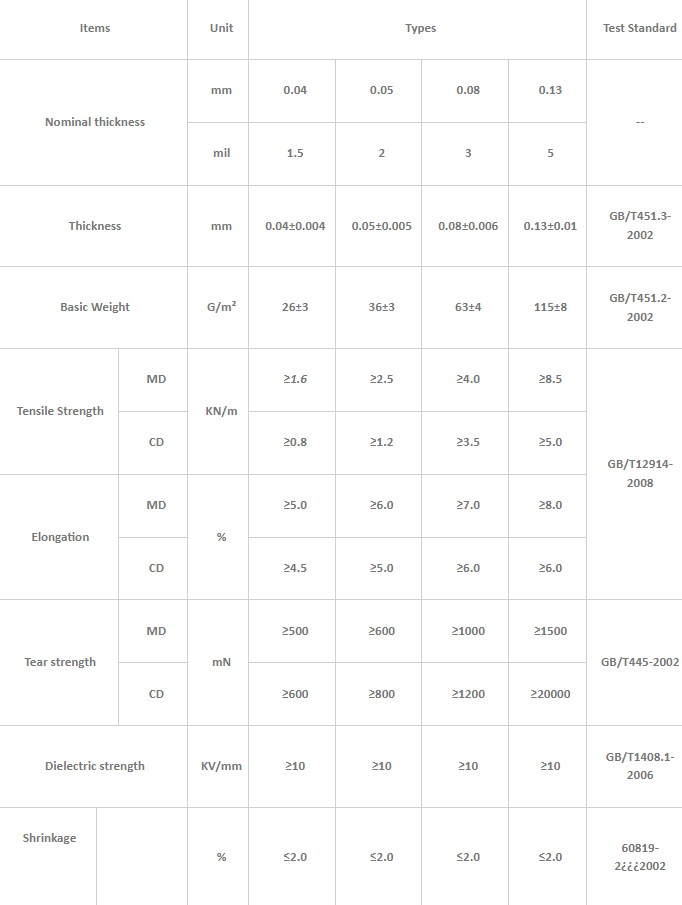 Items Unit Types Test Standard
Nominal thickness mm 0.04 0.05 0.08 0.13 --
mil 1.5 2 3 5
Thickness mm 0.04±0.004 0.05±0.005 0.08±0.006 0.13±0.01 GB/T451.3-
2002
Basic Weight G/m² 26±3 36±3 63±4 115±8 GB/T451.2-
2002
Tensile Strength MD KN/m ≥1.6 ≥2.5 ≥4.0 ≥8.5 GB/T12914-
2008
CD ≥0.8 ≥1.2 ≥3.5 ≥5.0
Elongation MD % ≥5.0 ≥6.0 ≥7.0 ≥8.0
CD ≥4.5 ≥5.0 ≥6.0 ≥6.0
Tear strength MD mN ≥500 ≥600 ≥1000 ≥1500 GB/T445-2002
CD ≥600 ≥800 ≥1200 ≥20000
Dielectric strength KV/mm ≥10 ≥10 ≥10 ≥10 GB/T1408.1-
2006
Shrinkage % ≤2.0 ≤2.0 ≤2.0 ≤2.0 60819-
2¿¿¿2002